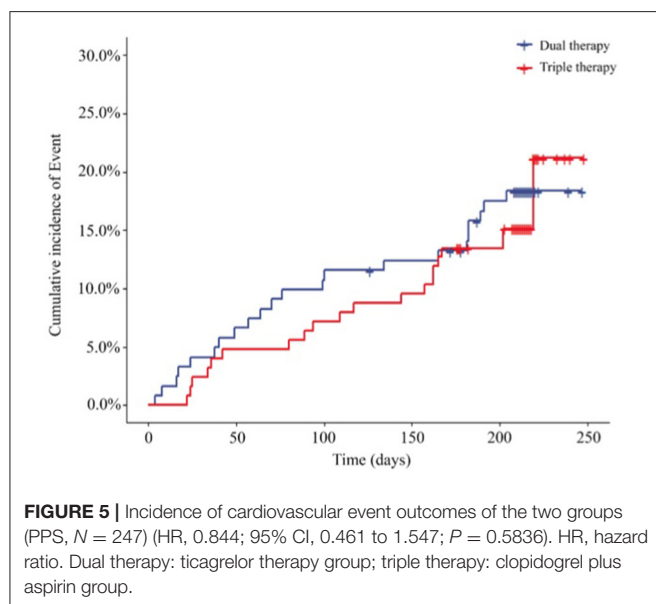 30.0%
25.0%
20.0%
15.0%
10.0%
5.0%
0.0%
Cumulative incidence of Event
Dual therapy
Triple therapy
0 50 100 150 200 250
Time (days)
FIGURE 5 | Incidence of cardiovascular event outcomes of the two groups
(PPS, N = 247) (HR, 0.844; 95% CI, 0.461 to 1.547; P = 0.5836). HR, hazard
ratio. Dual therapy: ticagrelor therapy group; triple therapy: clopidogrel plus
aspirin group.